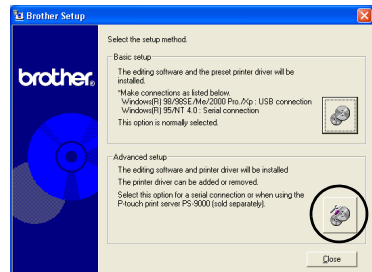 Brother Setup
Select the setup method.
brother®
Basic setup
The editing software and the preset printer driver will be
installed.
*Make connections as listed below.
Windows(R) 98/98SE/Me/2000 Pro./Xp : USB connection
Windows(R) 95/NT 4.0 : Serial connection
This option is normally selected.
Advanced setup
The editing software and printer driver will be installed
The printer driver can be added or removed.
Select this option for a serial connection or when using the
P-touch print server PS-9000 (sold separately).
Close